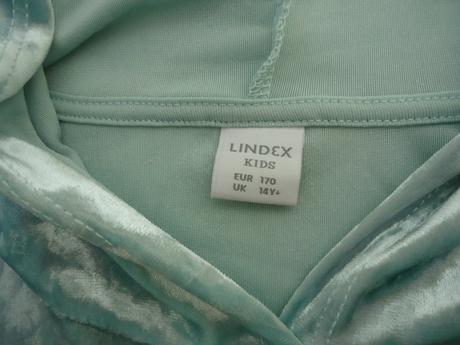 LINDEX
KIDS
EUR 170
UK 14Y+